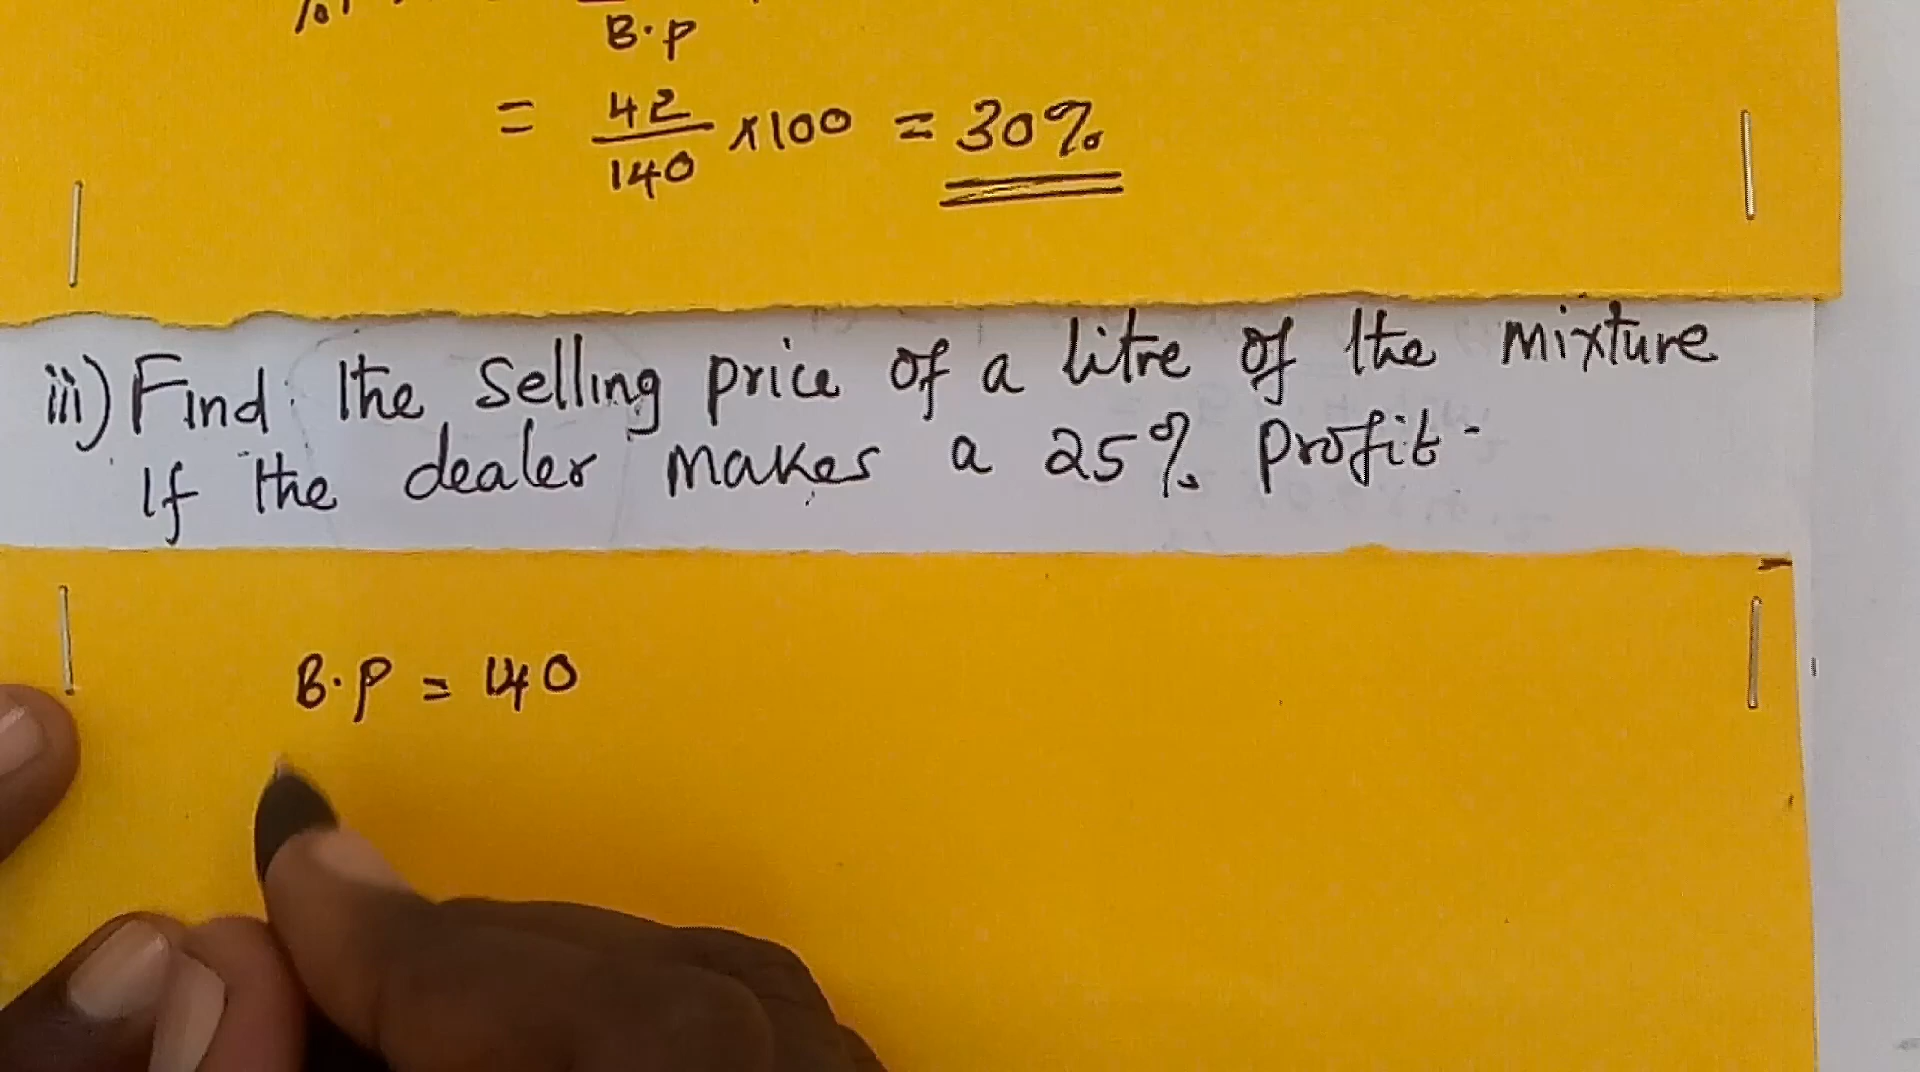 B.P
= 42/140 x100 = 30%
iii) Find the selling price of a litre of the mixture
If the dealer makes a 25% profit.
B.P = 140